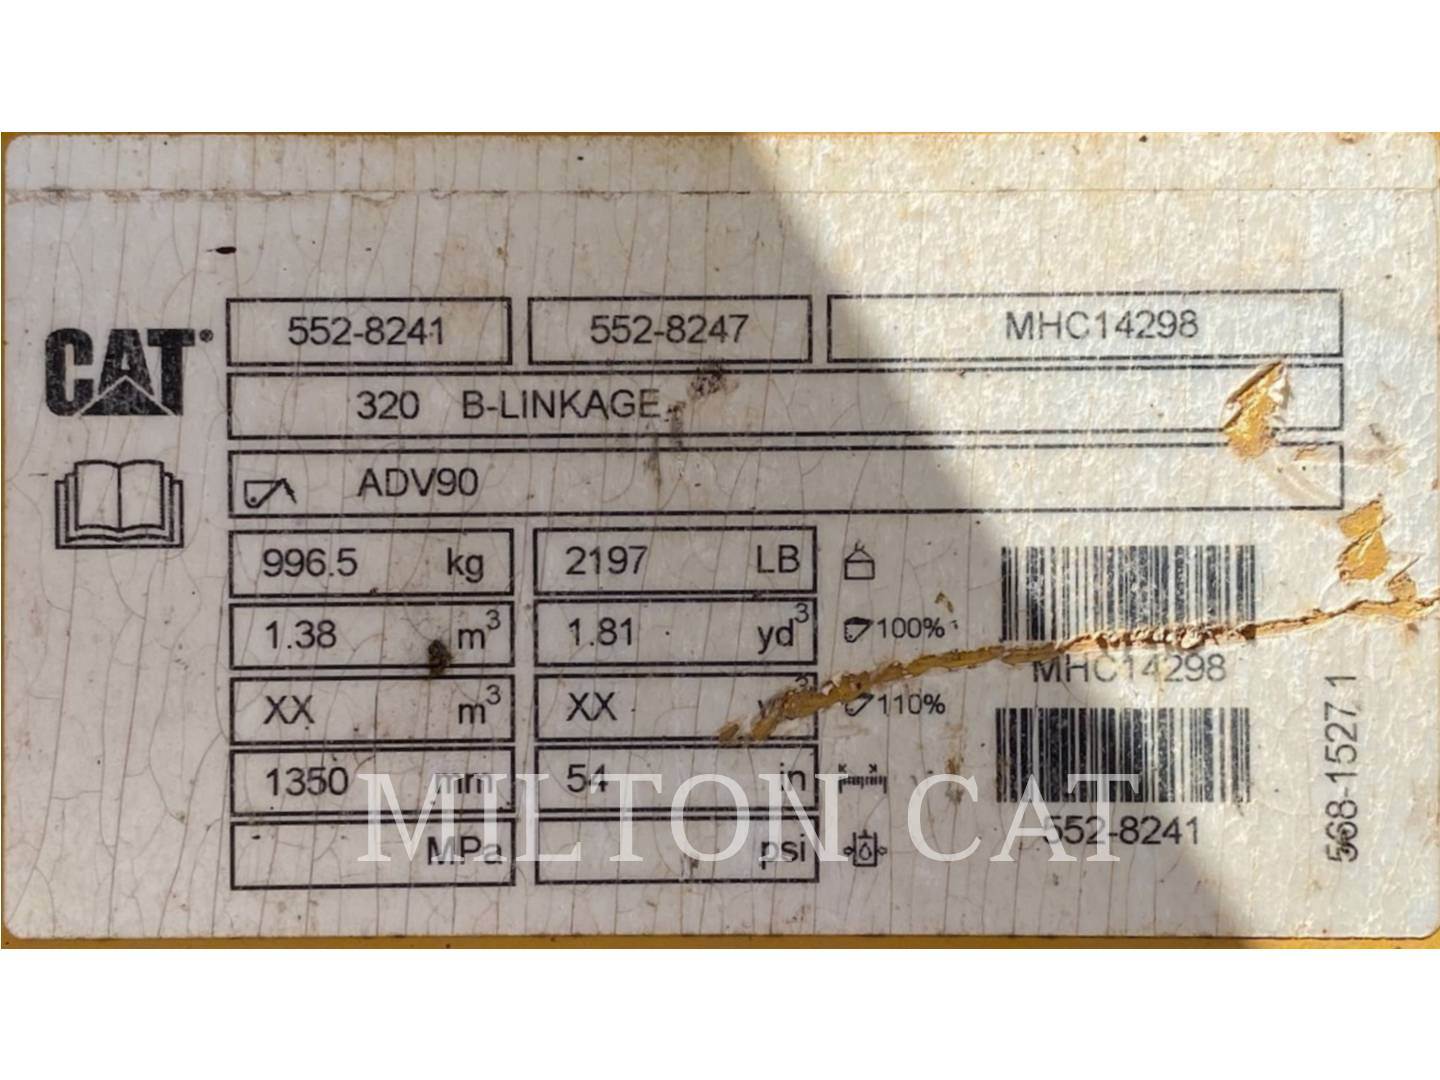 CAT®
552-8241 552-8247 MHC14298
320 B-LINKAGE
ADV90
996.5 kg 2197 LB
1.38 m³ 1.81 yd³ 100%
XX m³ XX yd³ 110%
1350 mm 54 in
MPa psi
MHC14298
552-8241
568-1527 1
MILTON CAT